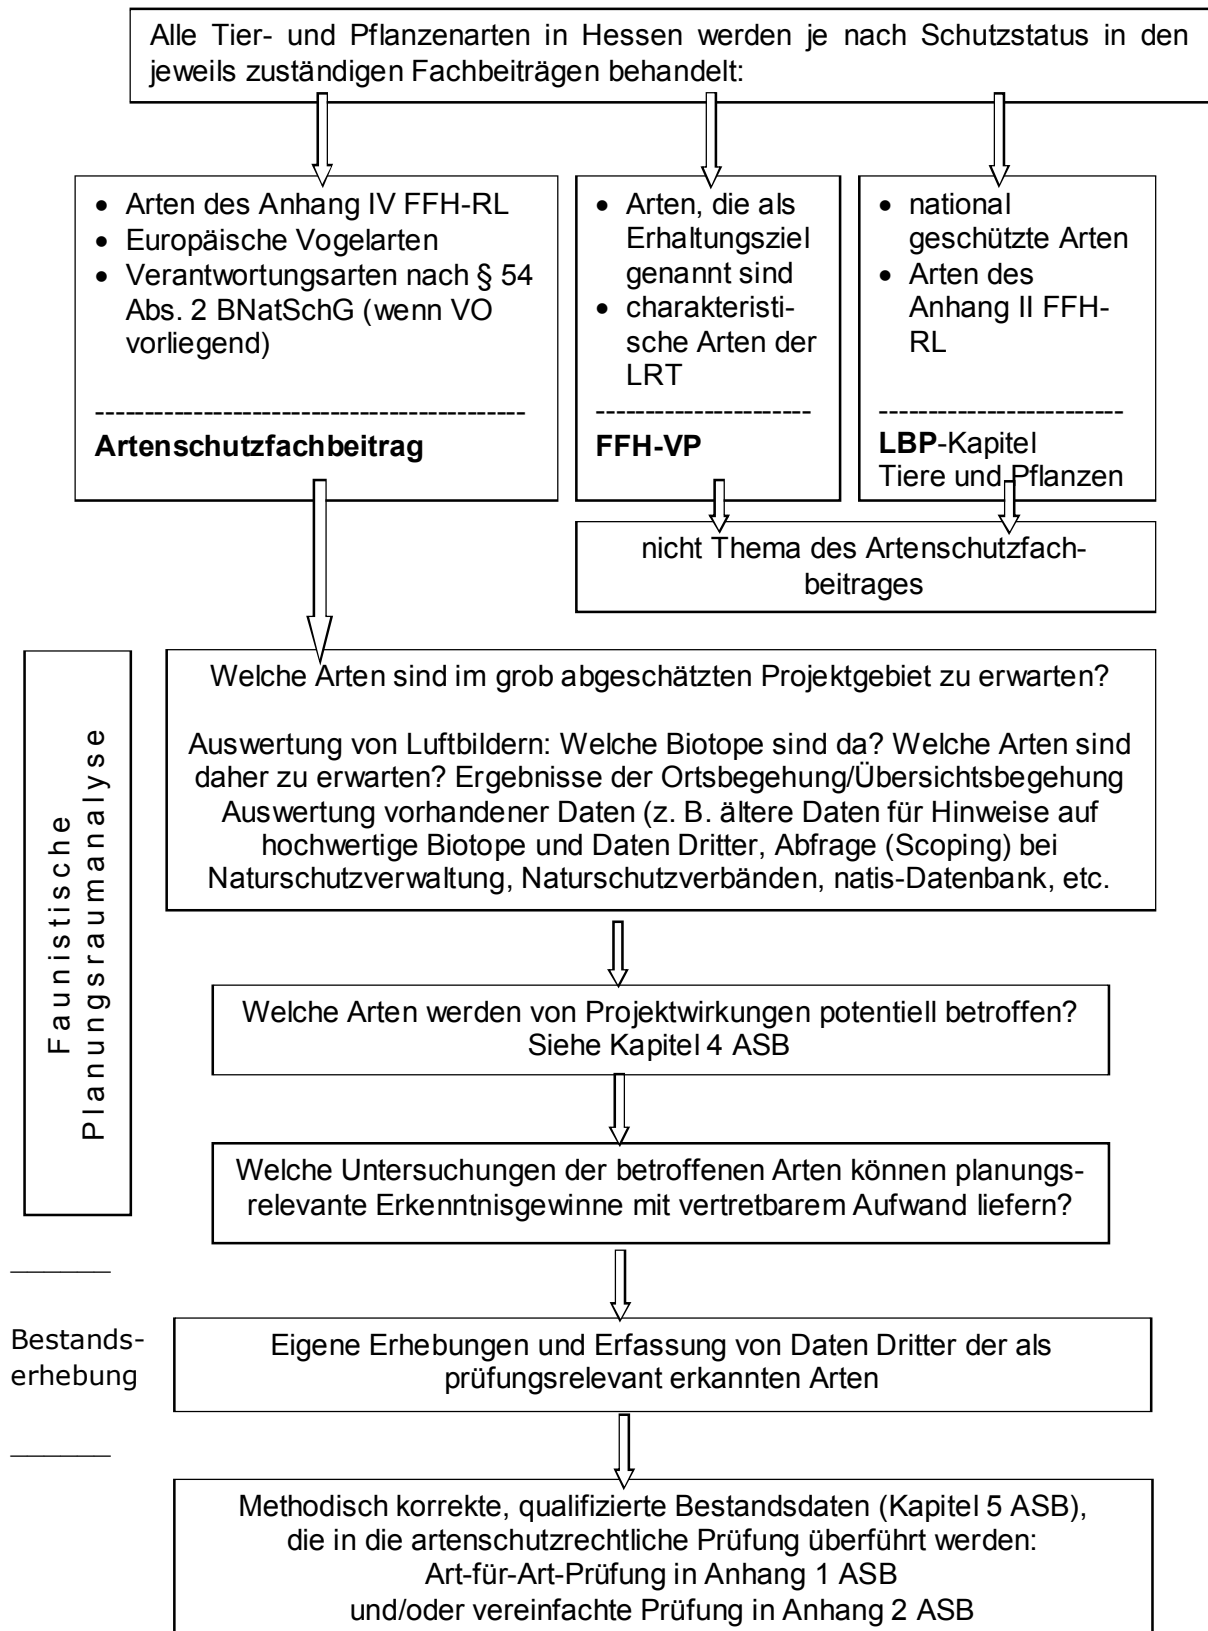 Alle Tier- und Pflanzenarten in Hessen werden je nach Schutzstatus in den
jeweils zuständigen Fachbeiträgen behandelt:
• Arten des Anhang IV FFH-RL
• Europäische Vogelarten
• Verantwortungsarten nach § 54
Abs. 2 BNatSchG (wenn VO
vorliegend)
-------------------------------------------
Artenschutzfachbeitrag
• Arten, die als
Erhaltungsziel
genannt sind
• charakteristi-
sche Arten der
LRT
----------------------
FFH-VP
• national
geschützte Arten
• Arten des
Anhang II FFH-
RL
-------------------------
LBP-Kapitel
Tiere und Pflanzen
nicht Thema des Artenschutzfach-
beitrages
Faunistische
Planungsraumanalyse
Welche Arten sind im grob abgeschätzten Projektgebiet zu erwarten?
Auswertung von Luftbildern: Welche Biotope sind da? Welche Arten sind
daher zu erwarten? Ergebnisse der Ortsbegehung/Übersichtsbegehung
Auswertung vorhandener Daten (z. B. ältere Daten für Hinweise auf
hochwertige Biotope und Daten Dritter, Abfrage (Scoping) bei
Naturschutzverwaltung, Naturschutzverbänden, natis-Datenbank, etc.
Welche Arten werden von Projektwirkungen potentiell betroffen?
Siehe Kapitel 4 ASB
Welche Untersuchungen der betroffenen Arten können planungs-
relevante Erkenntnisgewinne mit vertretbarem Aufwand liefern?
______
Bestands-
erhebung
Eigene Erhebungen und Erfassung von Daten Dritter der als
prüfungsrelevant erkannten Arten
______
Methodisch korrekte, qualifizierte Bestandsdaten (Kapitel 5 ASB),
die in die artenschutzrechtliche Prüfung überführt werden:
Art-für-Art-Prüfung in Anhang 1 ASB
und/oder vereinfachte Prüfung in Anhang 2 ASB